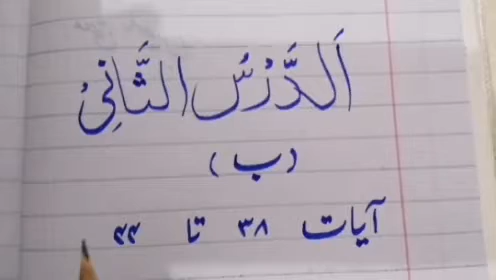 اَلدَّرْسُ الثَّانِیْ
(ب)
آیات ۳۸ تا ۴۴